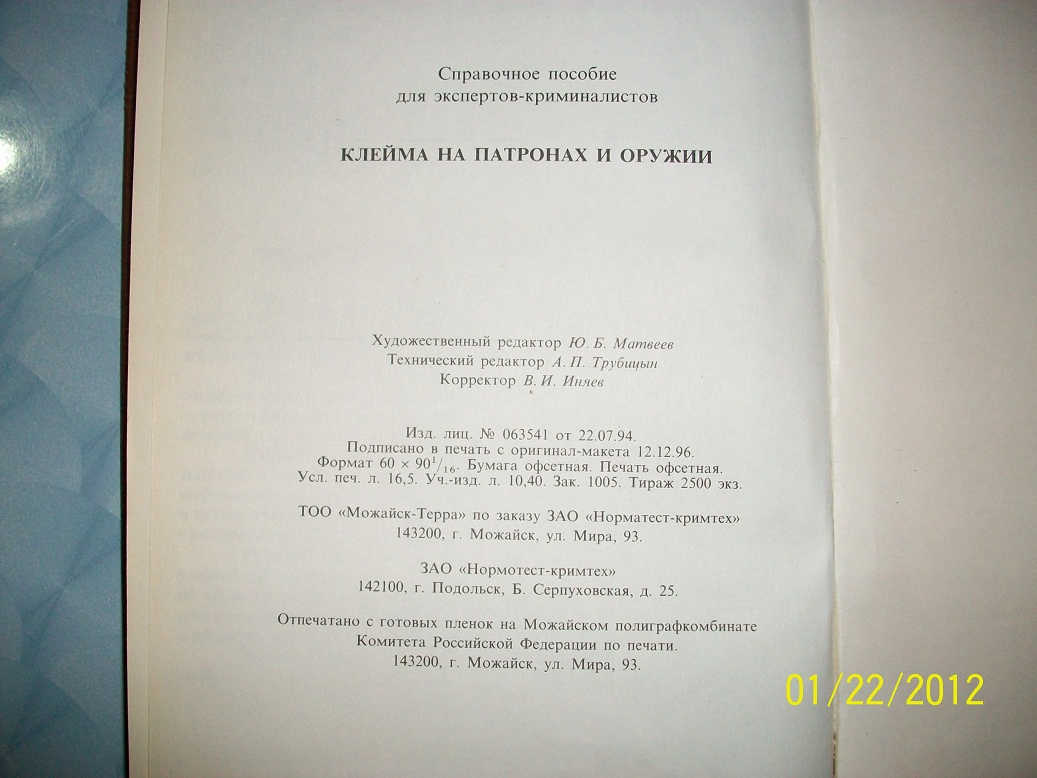 Справочное пособие
для экспертов-криминалистов
КЛЕЙМА НА ПАТРОНАХ И ОРУЖИИ
Художественный редактор Ю. Б. Матвеев
Технический редактор А. П. Трубицын
Корректор В. И. Иняев
Изд. лиц. № 063541 от 22.07.94.
Подписано в печать с оригинал-макета 12.12.96.
Формат 60 × 90¹/₁₆. Бумага офсетная. Печать офсетная.
Усл. печ. л. 16,5. Уч.-изд. л. 10,40. Зак. 1005. Тираж 2500 экз.
ТОО «Можайск-Терра» по заказу ЗАО «Норматест-кримтех»
143200, г. Можайск, ул. Мира, 93.
ЗАО «Нормотест-кримтех»
142100, г. Подольск, Б. Серпуховская, д. 25.
Отпечатано с готовых пленок на Можайском полиграфкомбинате
Комитета Российской Федерации по печати.
143200, г. Можайск, ул. Мира, 93.
01/22/2012